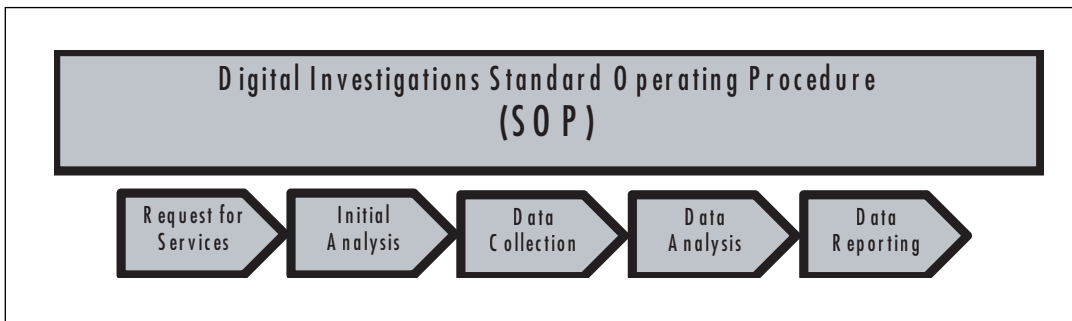 Digital Investigations Standard Operating Procedure
(SOP)
Request for
Services
Initial
Analysis
Data
Collection
Data
Analysis
Data
Reporting